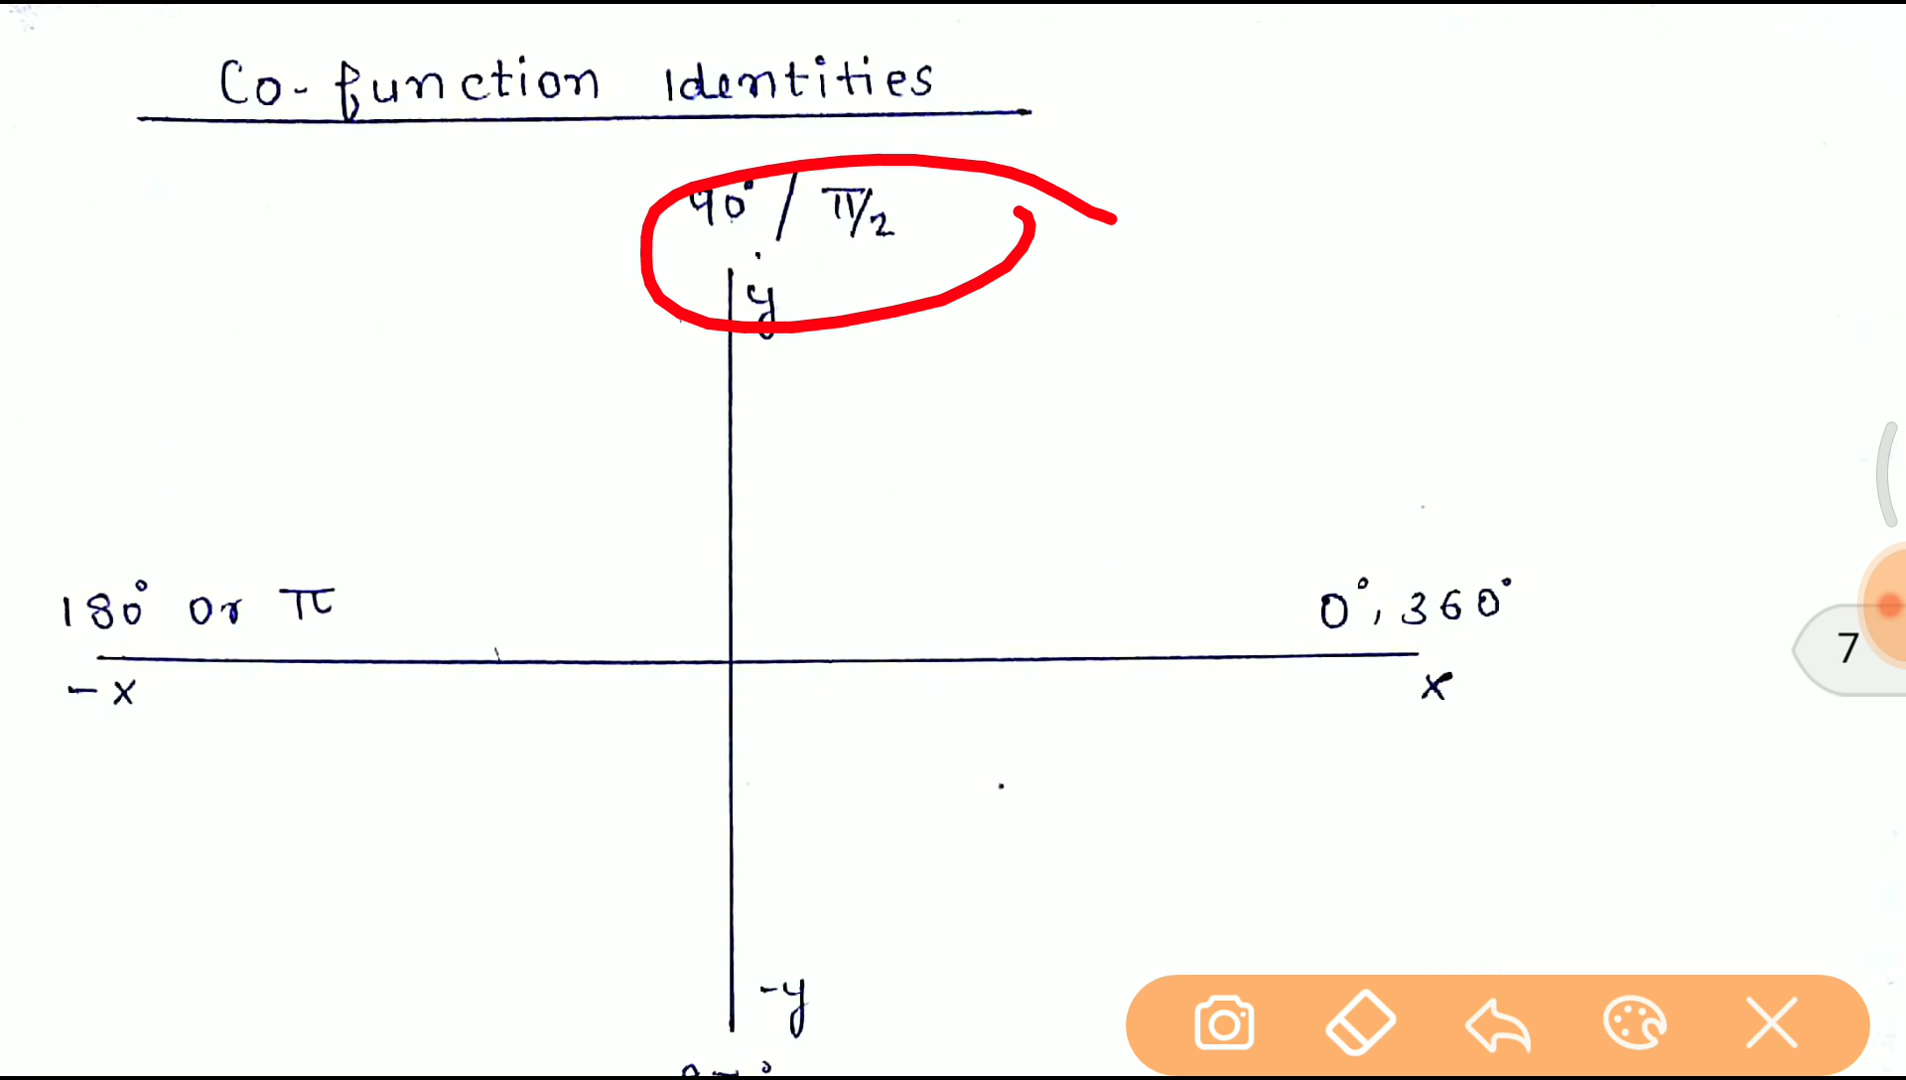 Co-function Identities
90° / π/2
y
180° or π
0°, 360°
-x
x
7
-y